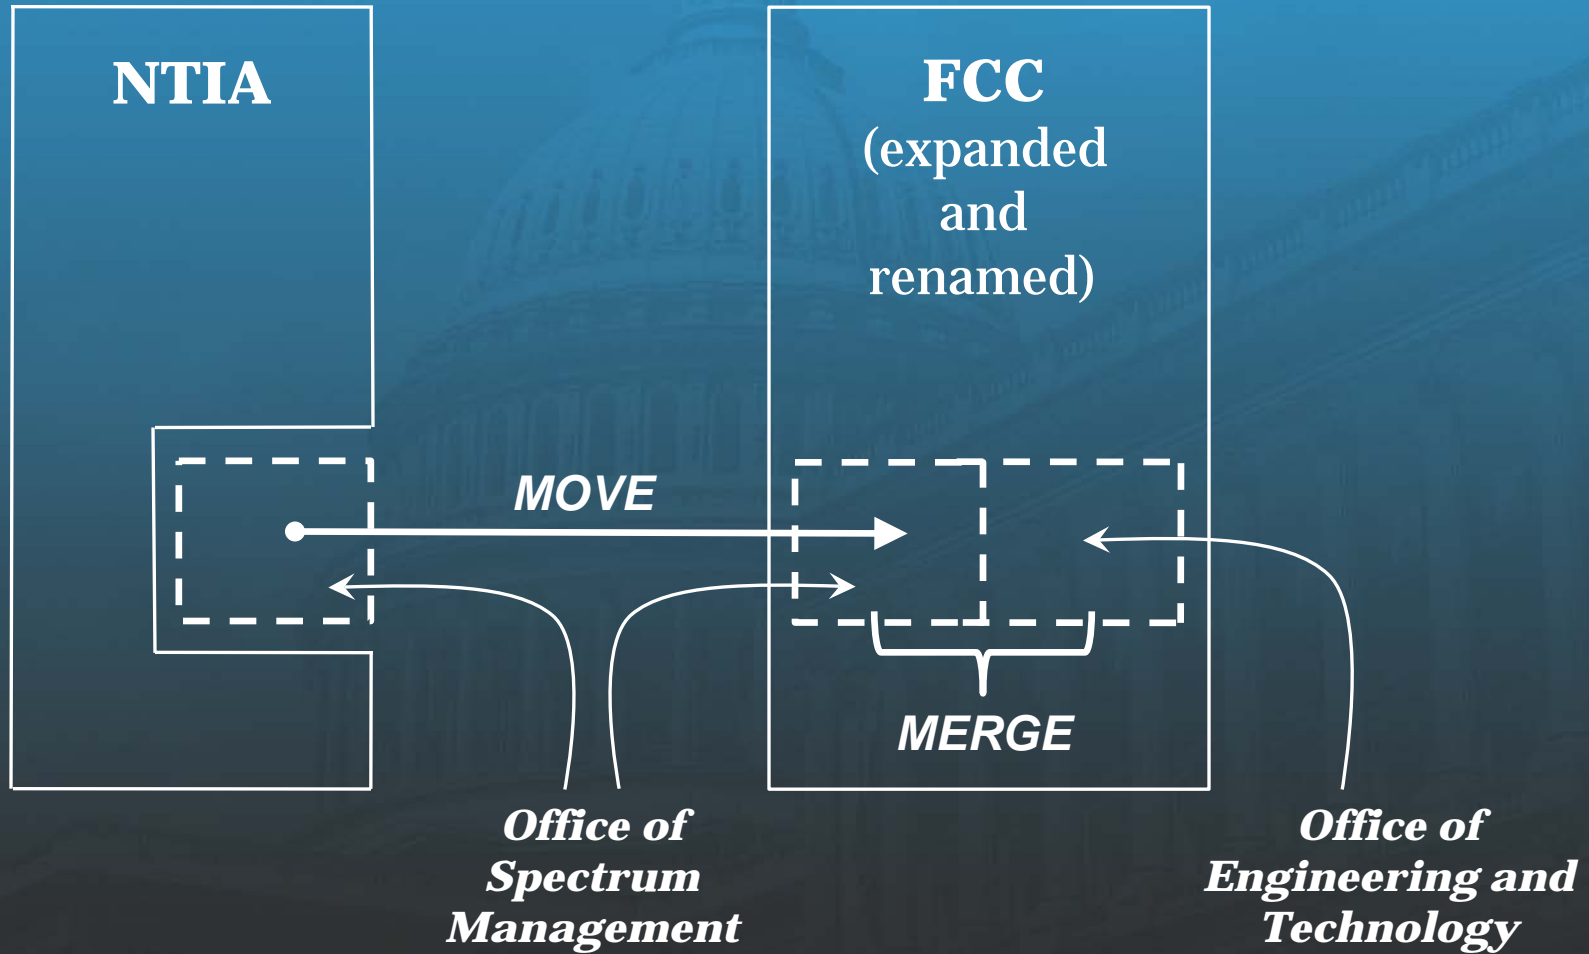 NTIA
FCC
(expanded
and
renamed)
MOVE
MERGE
Office of
Spectrum
Management
Office of
Engineering and
Technology